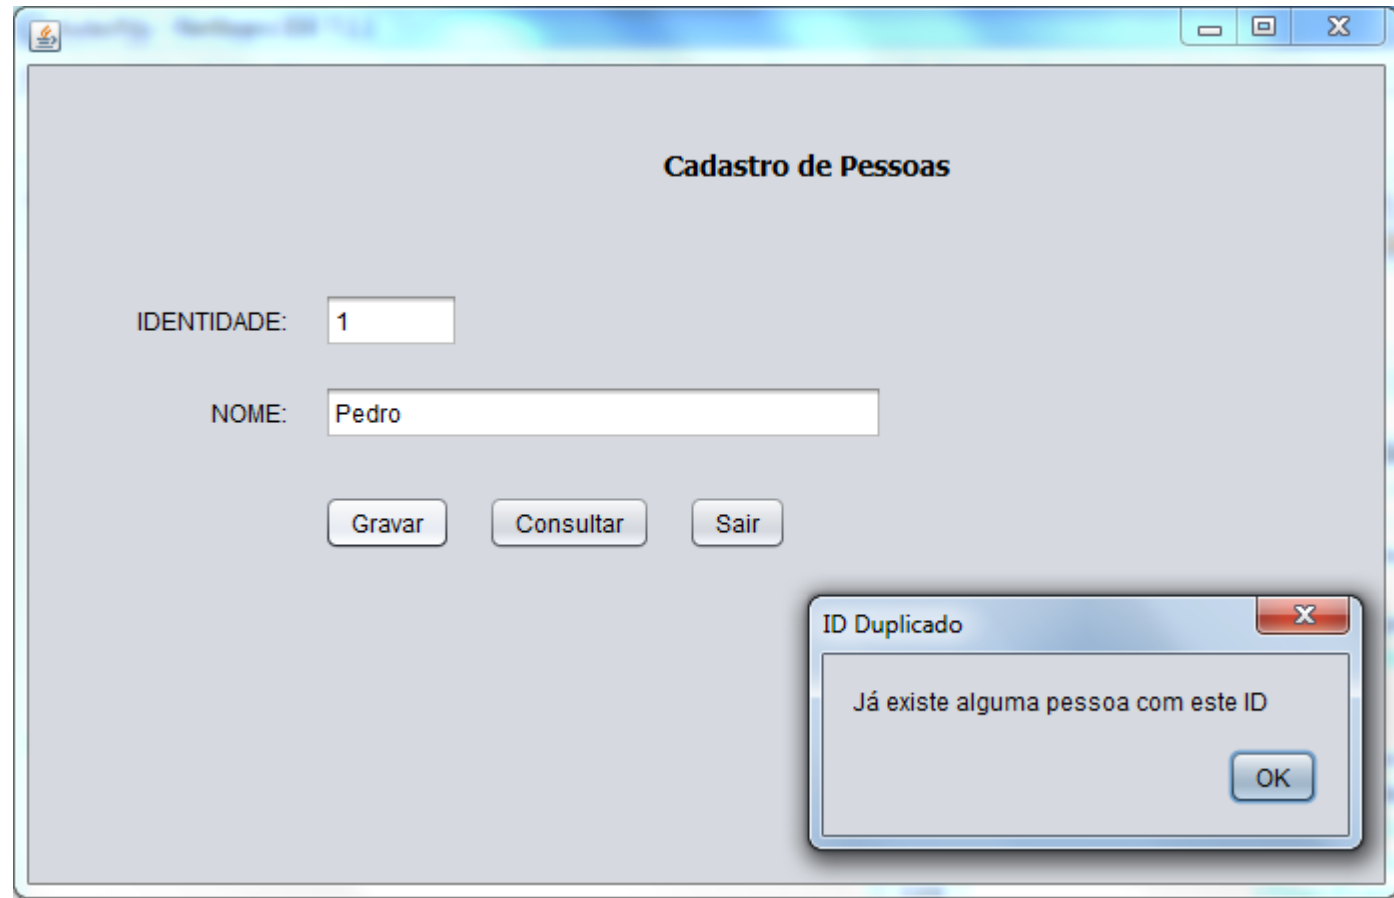 Cadastro de Pessoas
IDENTIDADE: 1
NOME: Pedro
Gravar Consultar Sair
ID Duplicado
Já existe alguma pessoa com este ID
OK